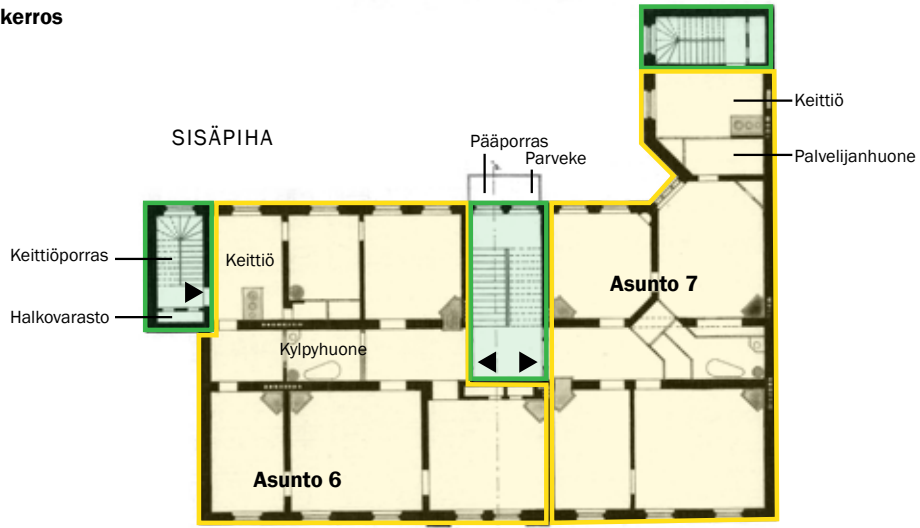 kerros
SISÄPIHA
Pääporras
Parveke
Keittiö
Palvelijanhuone
Keittiöporras
Keittiö
Halkovarasto
Kylpyhuone
Asunto 7
Asunto 6